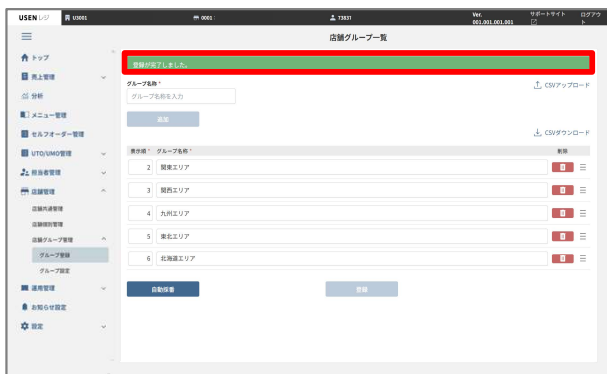 USEN レジ U3001 0001 73837 Ver. 001.001.001.001 サポートサイト ログアウト
店舗グループ一覧
トップ
売上管理
分析
メニュー管理
セルフオーダー管理
UTO/UMO管理
担当者管理
店舗管理
店舗共通管理
店舗個別管理
店舗グループ管理
グループ登録
グループ設定
運用管理
お知らせ設定
設定
登録が完了しました。
グループ名称 *
グループ名称を入力
CSVアップロード
追加
CSVダウンロード
表示順 * グループ名称 * 削除
2 関東エリア
3 関西エリア
4 九州エリア
5 東北エリア
6 北海道エリア
自動採番 登録